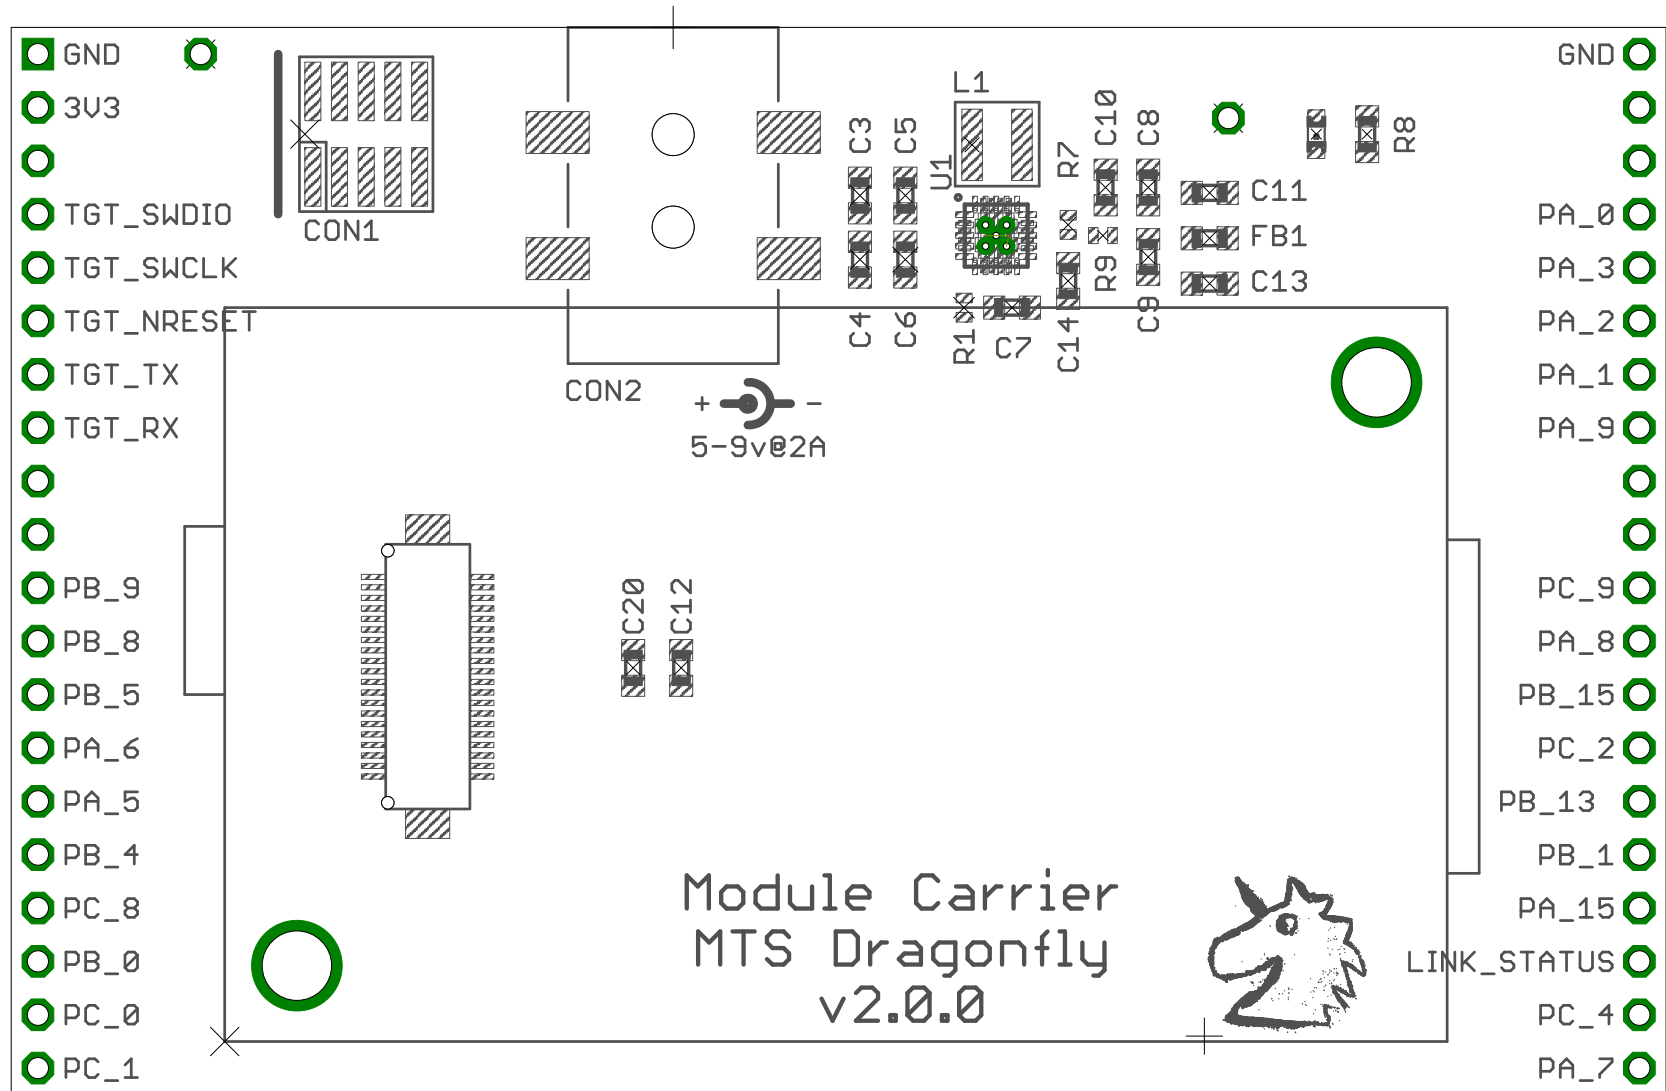 GND
3V3
TGT_SWDIO
TGT_SWCLK
TGT_NRESET
TGT_TX
TGT_RX
PB_9
PB_8
PB_5
PA_6
PA_5
PB_4
PC_8
PB_0
PC_0
PC_1
CON1
CON2
+ -
5-9v@2A
C3
C5
C4
C6
L1
U1
R7
C10
C8
R9
R1
C7
C14
C9
C11
FB1
C13
R8
C20
C12
Module Carrier
MTS Dragonfly
v2.0.0
GND
PA_0
PA_3
PA_2
PA_1
PA_9
PC_9
PA_8
PB_15
PC_2
PB_13
PB_1
PA_15
LINK_STATUS
PC_4
PA_7